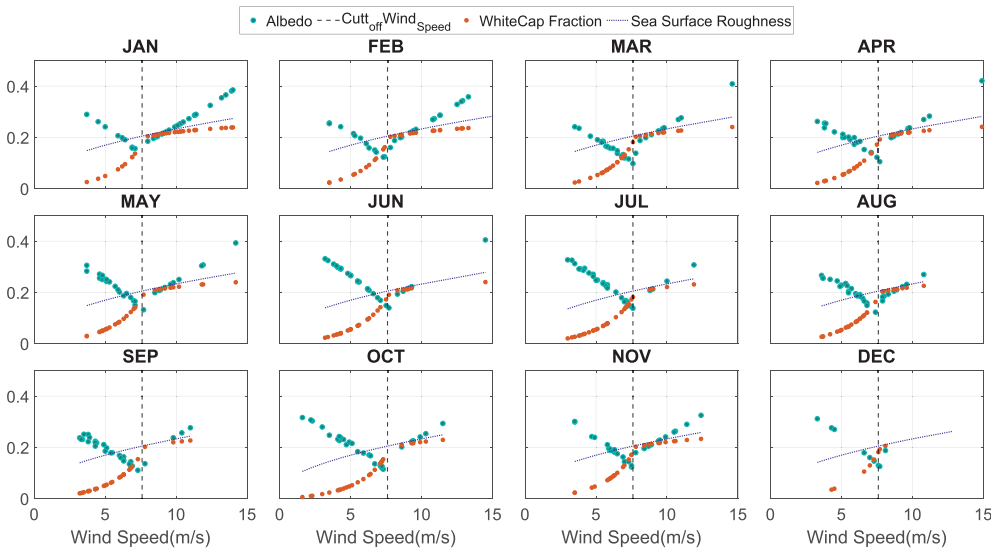 Albedo Cutt_off Wind_Speed WhiteCap Fraction Sea Surface Roughness
JAN FEB MAR APR
0.4
0.2
0
MAY JUN JUL AUG
0.4
0.2
0
SEP OCT NOV DEC
0.4
0.2
0
0 5 10 15 0 5 10 15 0 5 10 15 0 5 10 15
Wind Speed(m/s) Wind Speed(m/s) Wind Speed(m/s) Wind Speed(m/s)